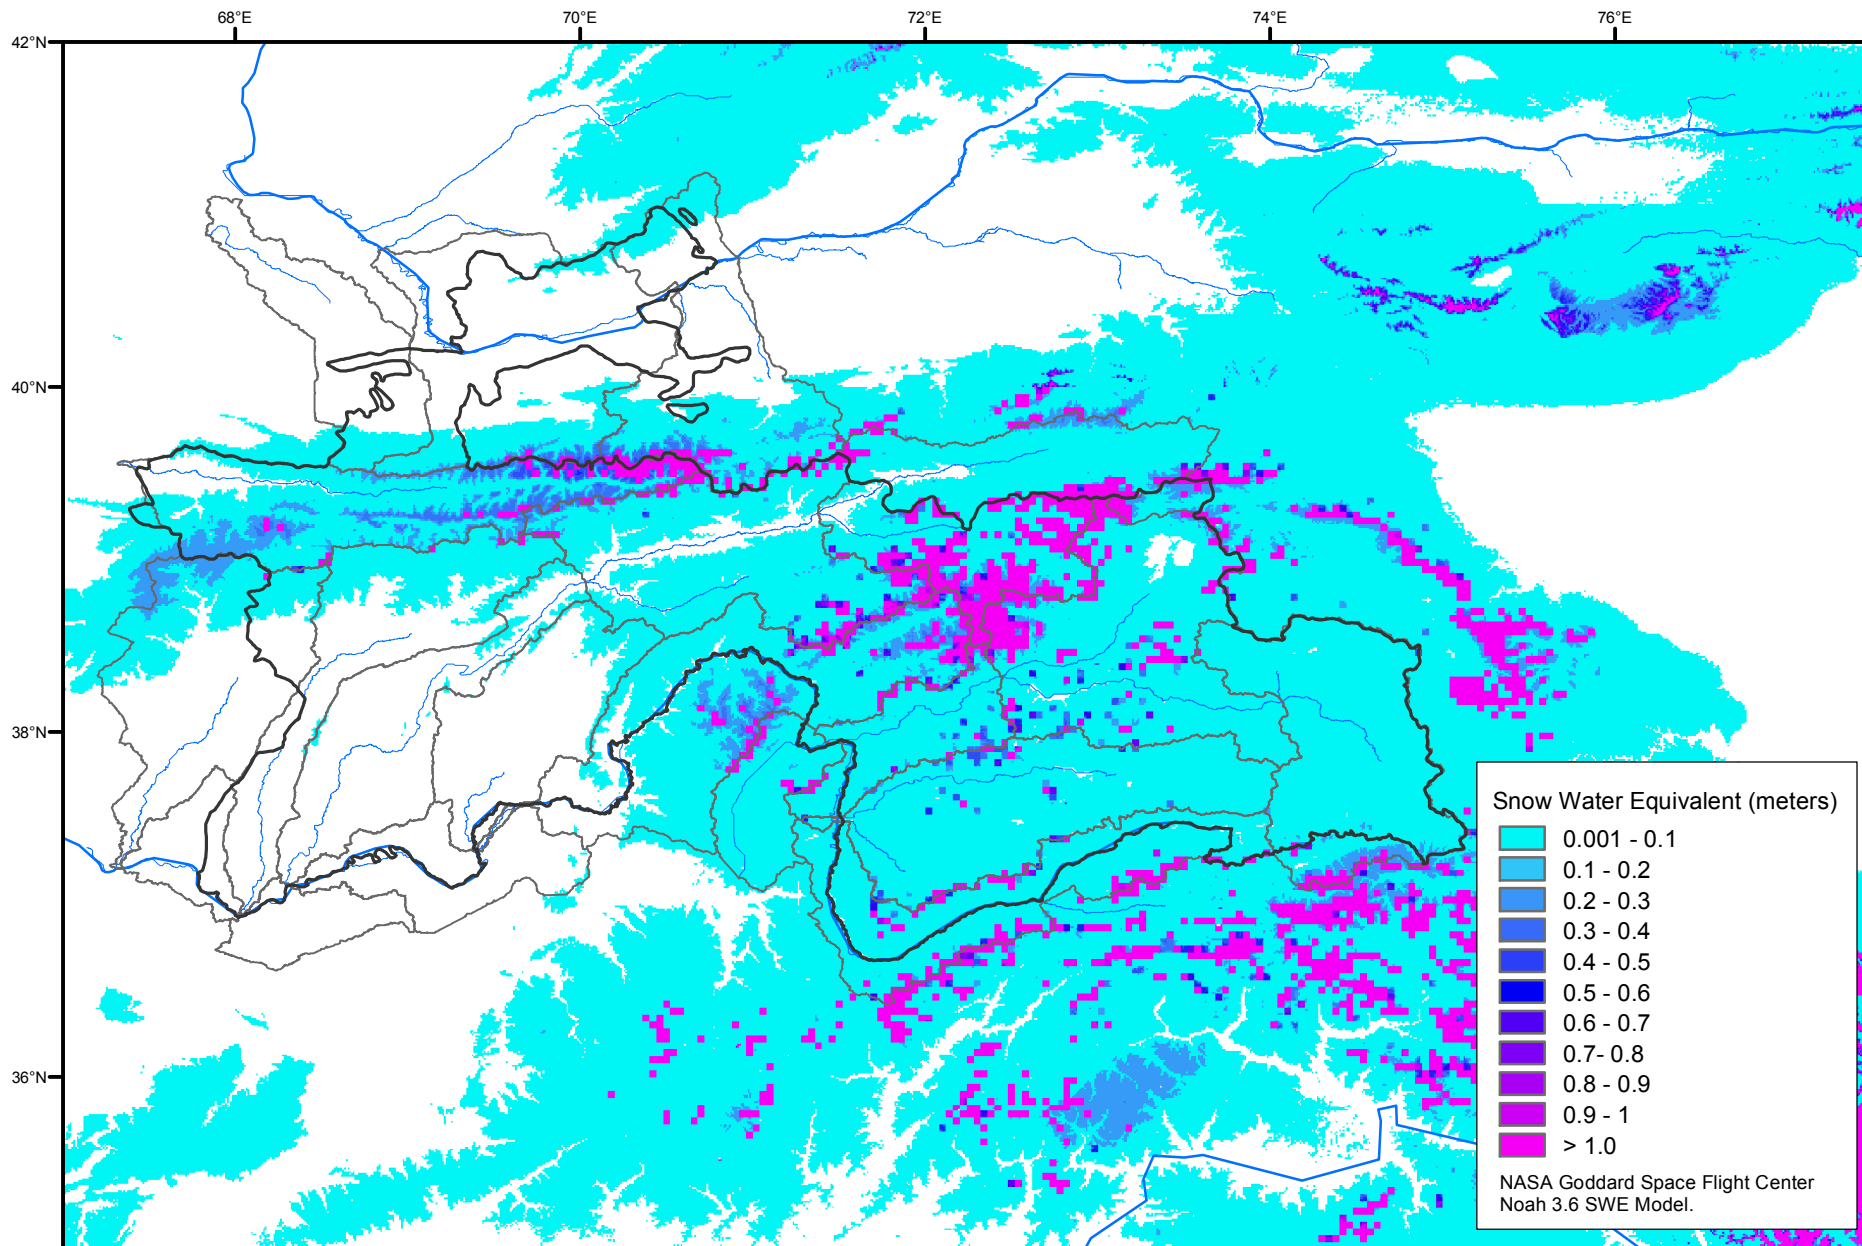 68°E 70°E 72°E 74°E 76°E
42°N
40°N
38°N
36°N
Snow Water Equivalent (meters)
0.001 - 0.1
0.1 - 0.2
0.2 - 0.3
0.3 - 0.4
0.4 - 0.5
0.5 - 0.6
0.6 - 0.7
0.7- 0.8
0.8 - 0.9
0.9 - 1
> 1.0
NASA Goddard Space Flight Center
Noah 3.6 SWE Model.